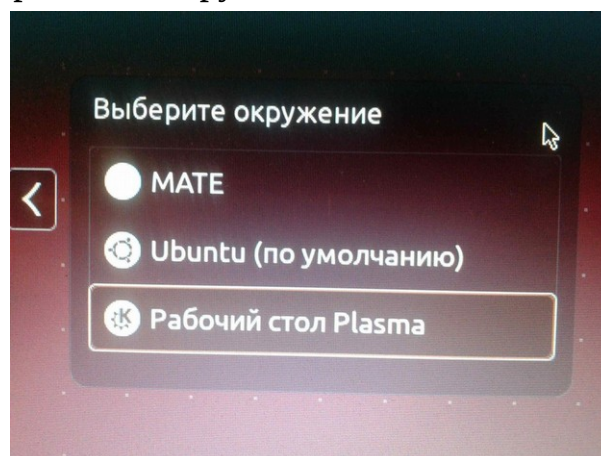 Выберите окружение
MATE
Ubuntu (по умолчанию)
Рабочий стол Plasma